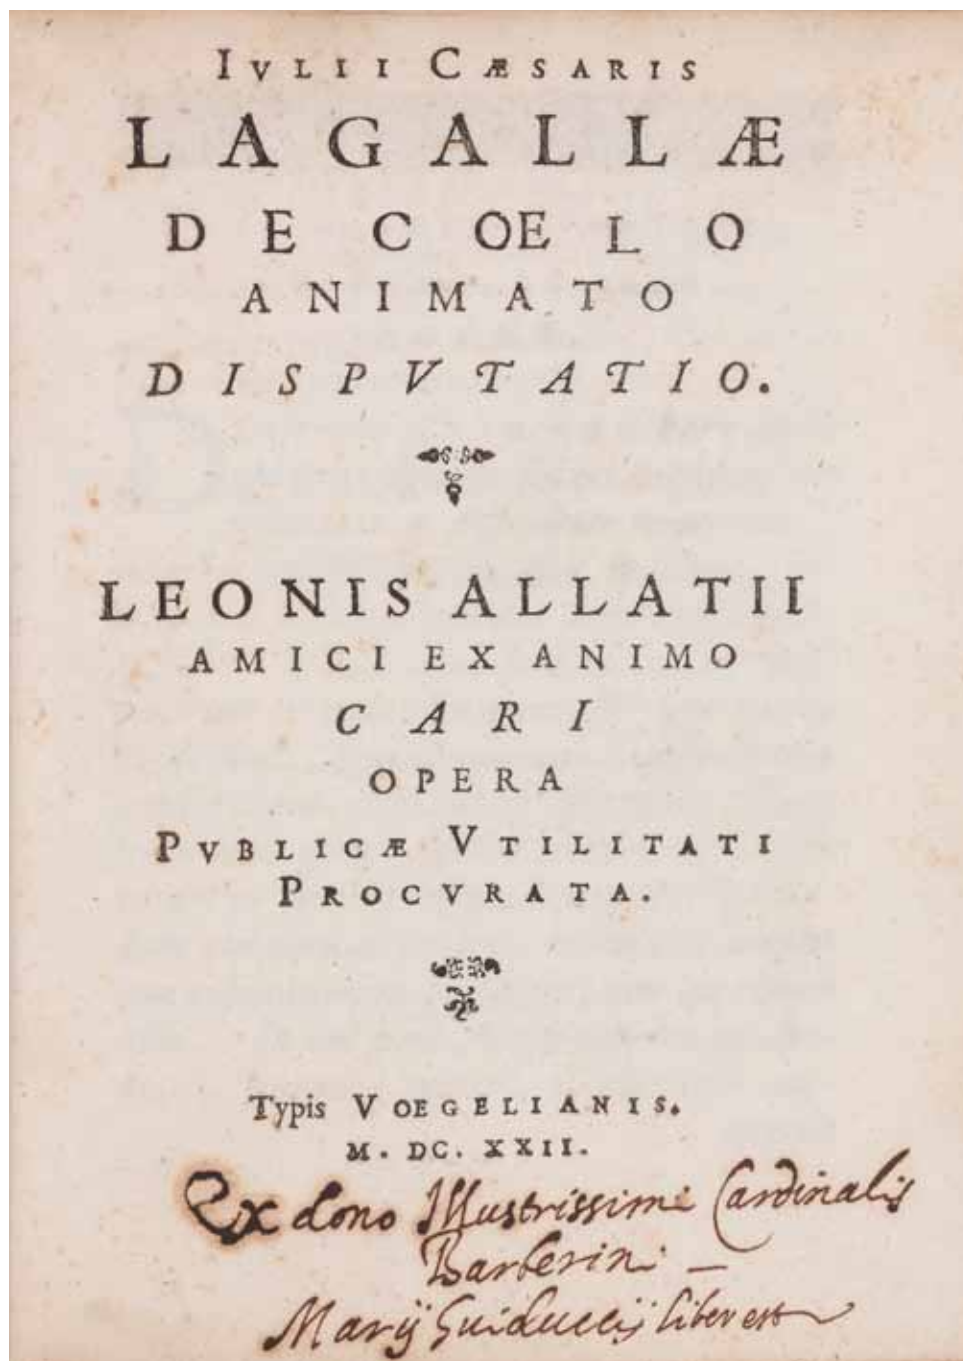 IVLII CÆSARIS
LAGALLÆ
DE COELO
ANIMATO
DISPVTATIO.
LEONIS ALLATII
AMICI EX ANIMO
CARI
OPERA
PVBLICÆ VTILITATI
PROCVRATA.
Typis VOEGELIANIS.
M. DC. XXII.
Ex dono Illustrissimi Cardinalis
Barberini –
Marij Guiduccij liber est